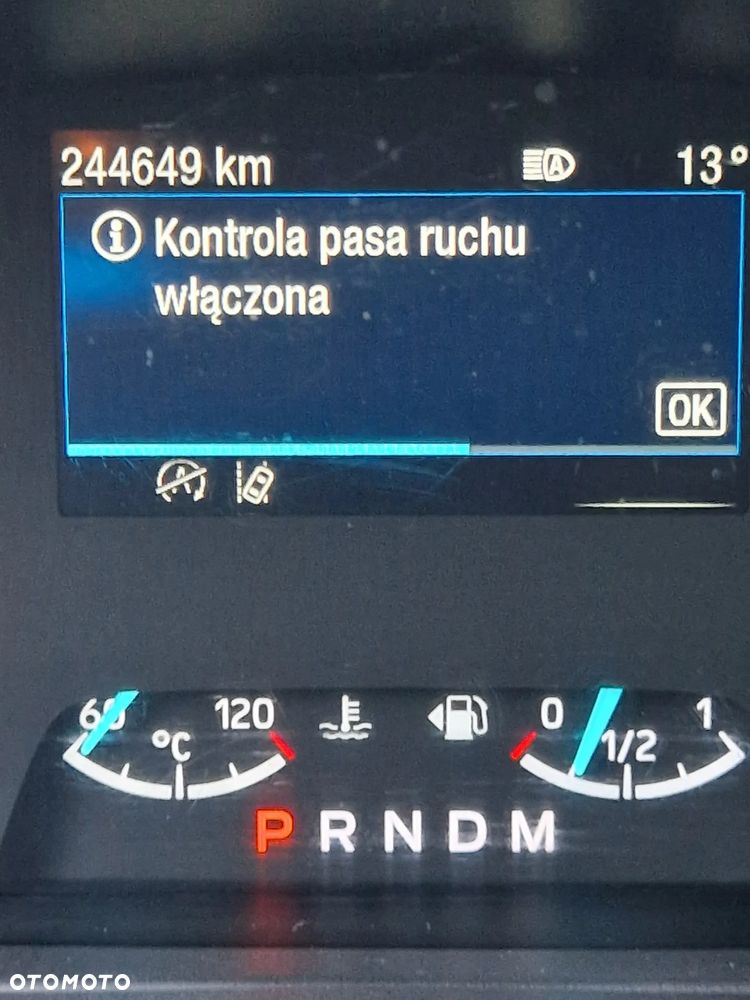 244649 km A 13°
i Kontrola pasa ruchu
włączona
OK
A
60 °C 120 0 1/2 1
P R N D M
OTOMOTO